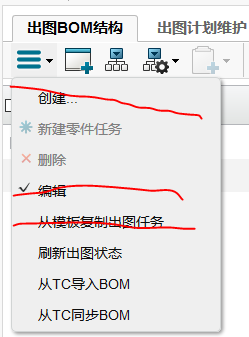 出图BOM结构 出图计划维护
创建...
新建零件任务
删除
编辑
从模板复制出图任务
刷新出图状态
从TC导入BOM
从TC同步BOM